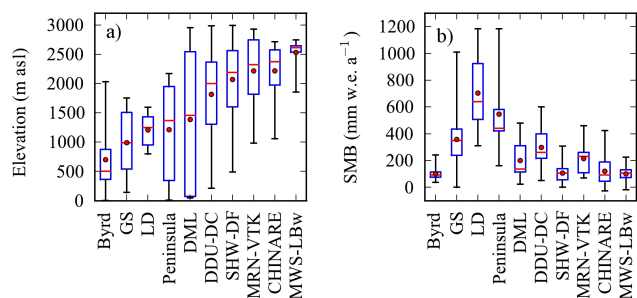 a)
Elevation (m asl)
3000
2500
2000
1500
1000
500
0
Byrd
GS
LD
Peninsula
DML
DDU-DC
SHW-DF
MRN-VTK
CHINARE
MWS-LBw
b)
SMB (mm w.e. a⁻¹)
1200
1000
800
600
400
200
0
Byrd
GS
LD
Peninsula
DML
DDU-DC
SHW-DF
MRN-VTK
CHINARE
MWS-LBw